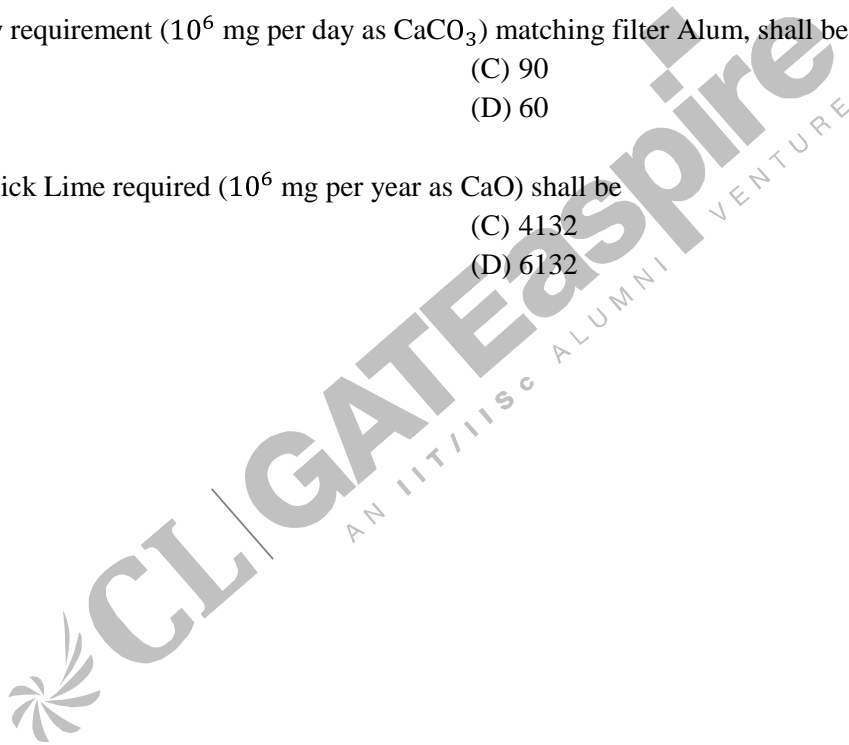 requirement (10⁶ mg per day as CaCO₃) matching filter Alum, shall be
(C) 90
(D) 60
ick Lime required (10⁶ mg per year as CaO) shall be
(C) 4132
(D) 6132
CL GATEaspire
AN IIT/IISc ALUMNI VENTURE